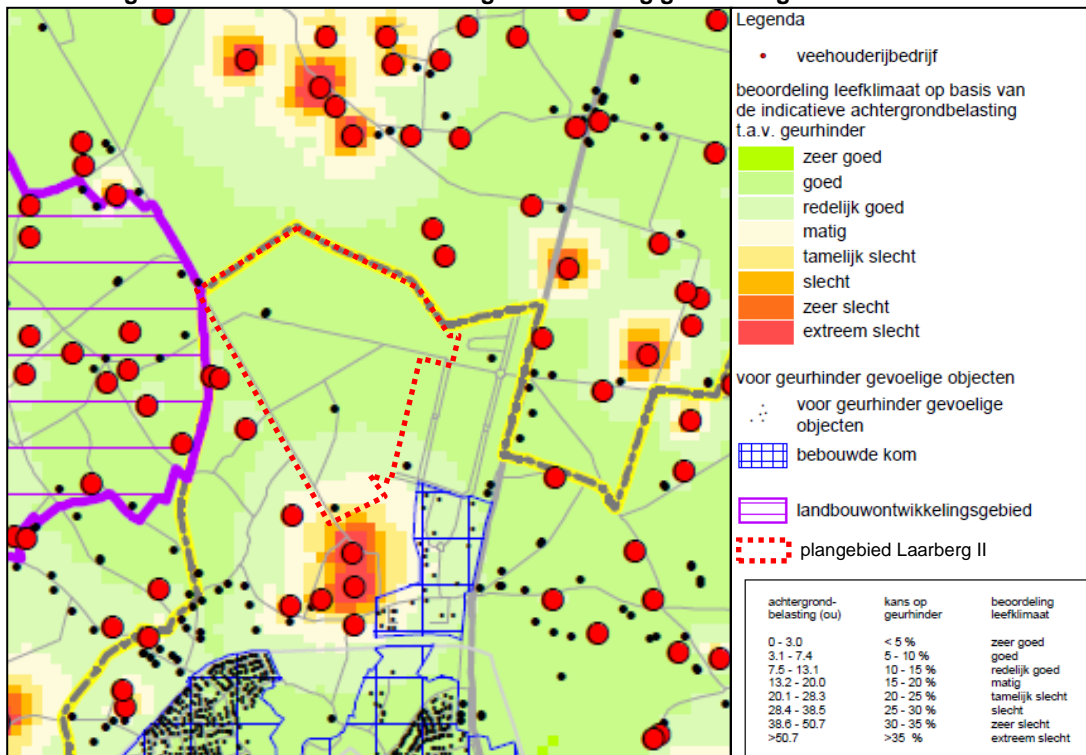 Legenda
veehouderijbedrijf
beoordeling leefklimaat op basis van
de indicatieve achtergrondbelasting
t.a.v. geurhinder
zeer goed
goed
redelijk goed
matig
tamelijk slecht
slecht
zeer slecht
extreem slecht
voor geurhinder gevoelige objecten
voor geurhinder gevoelige
objecten
bebouwde kom
landbouwontwikkelingsgebied
plangebied Laarberg II
achtergrond- kans op beoordeling
belasting (ou) geurhinder leefklimaat
0 - 3.0 < 5 % zeer goed
3.1 - 7.4 5 - 10 % goed
7.5 - 13.1 10 - 15 % redelijk goed
13.2 - 20.0 15 - 20 % matig
20.1 - 28.3 20 - 25 % tamelijk slecht
28.4 - 38.5 25 - 30 % slecht
38.6 - 50.7 30 - 35 % zeer slecht
>50.7 >35 % extreem slecht